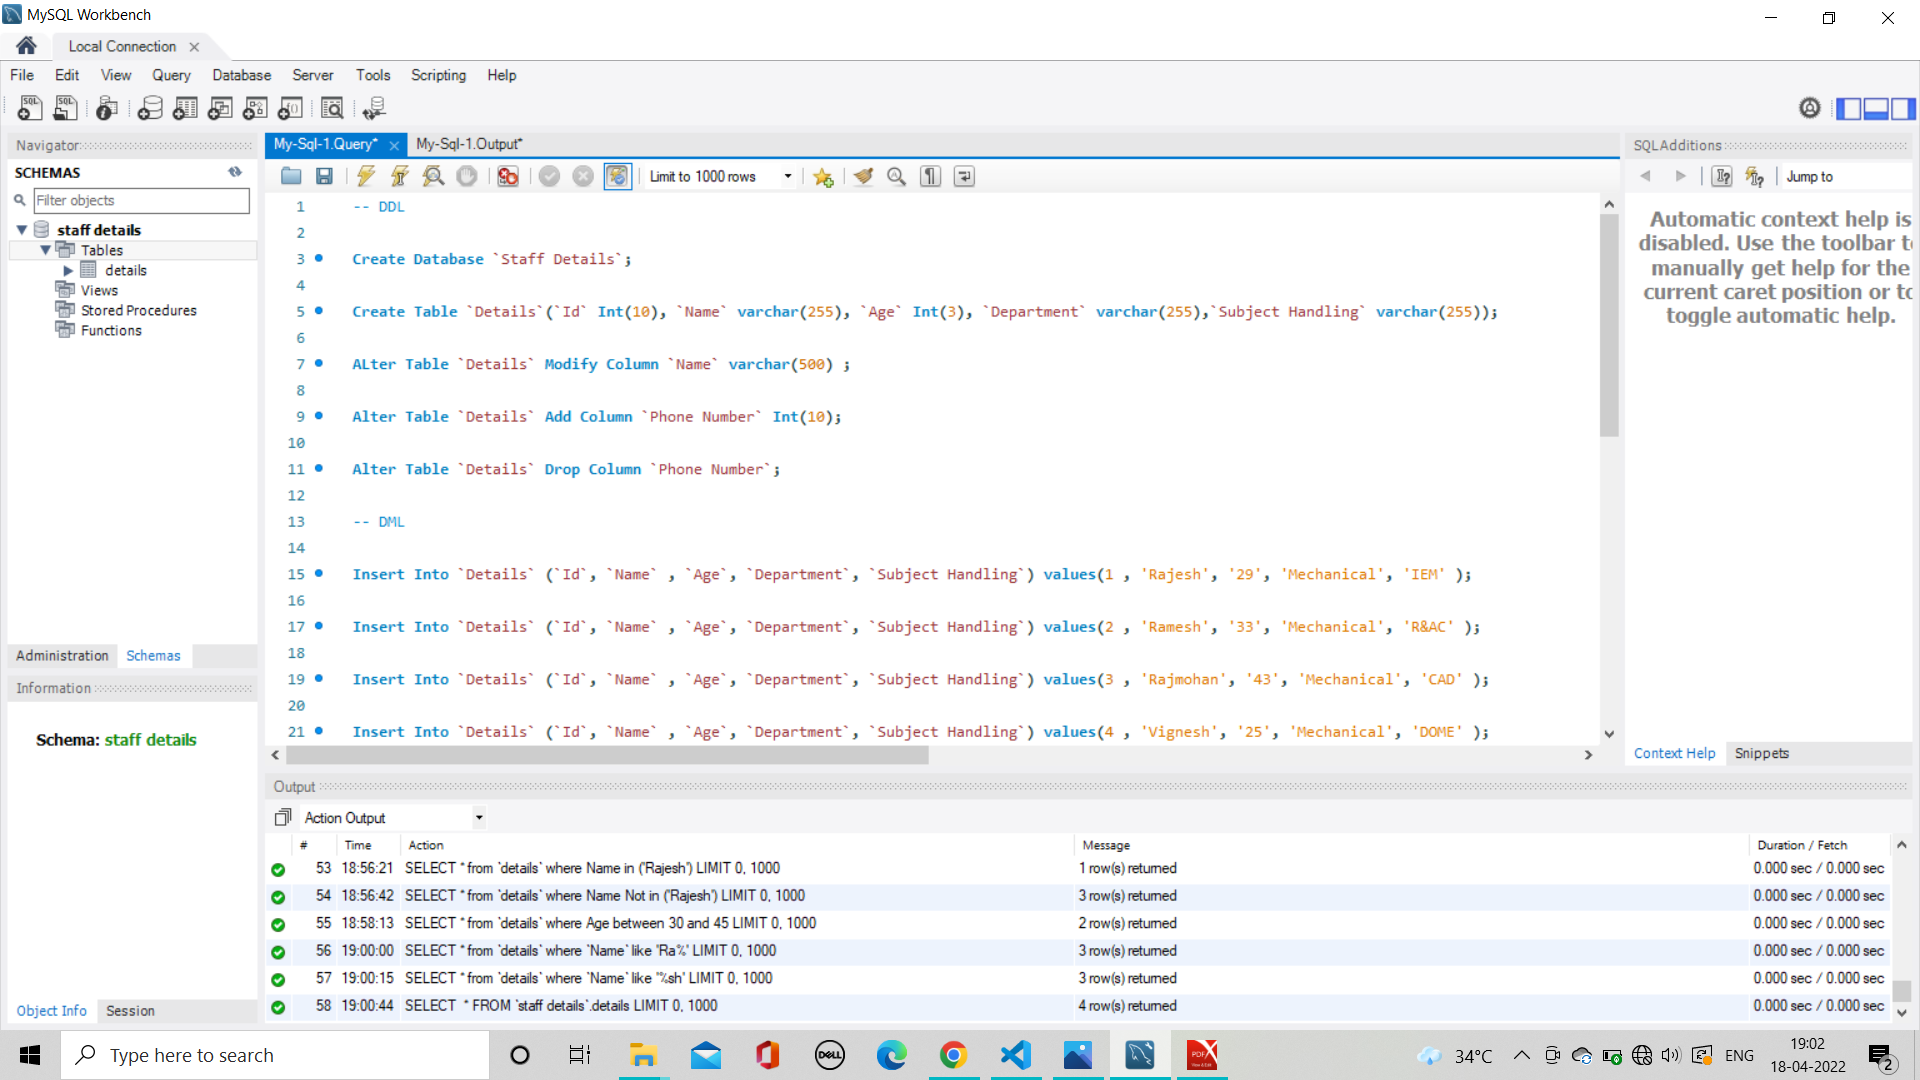 MySQL Workbench
Local Connection
File Edit View Query Database Server Tools Scripting Help
Navigator
SCHEMAS
Filter objects
staff details
Tables
details
Views
Stored Procedures
Functions
Administration Schemas
Information
Schema: staff details
Object Info Session
My-Sql-1.Query* My-Sql-1.Output*
Limit to 1000 rows
1 -- DDL
2
3 Create Database `Staff Details`;
4
5 Create Table `Details`(`Id` Int(10), `Name` varchar(255), `Age` Int(3), `Department` varchar(255),`Subject Handling` varchar(255));
6
7 ALter Table `Details` Modify Column `Name` varchar(500) ;
8
9 Alter Table `Details` Add Column `Phone Number` Int(10);
10
11 Alter Table `Details` Drop Column `Phone Number`;
12
13 -- DML
14
15 Insert Into `Details` (`Id`, `Name` , `Age`, `Department`, `Subject Handling`) values(1 , 'Rajesh', '29', 'Mechanical', 'IEM' );
16
17 Insert Into `Details` (`Id`, `Name` , `Age`, `Department`, `Subject Handling`) values(2 , 'Ramesh', '33', 'Mechanical', 'R&AC' );
18
19 Insert Into `Details` (`Id`, `Name` , `Age`, `Department`, `Subject Handling`) values(3 , 'Rajmohan', '43', 'Mechanical', 'CAD' );
20
21 Insert Into `Details` (`Id`, `Name` , `Age`, `Department`, `Subject Handling`) values(4 , 'Vignesh', '25', 'Mechanical', 'DOME' );
SQLAdditions
Jump to
Automatic context help is
disabled. Use the toolbar to
manually get help for the
current caret position or to
toggle automatic help.
Context Help Snippets
Output
Action Output
# Time Action Message Duration / Fetch
53 18:56:21 SELECT * from `details` where Name in ('Rajesh') LIMIT 0, 1000 1 row(s) returned 0.000 sec / 0.000 sec
54 18:56:42 SELECT * from `details` where Name Not in ('Rajesh') LIMIT 0, 1000 3 row(s) returned 0.000 sec / 0.000 sec
55 18:58:13 SELECT * from `details` where Age between 30 and 45 LIMIT 0, 1000 2 row(s) returned 0.000 sec / 0.000 sec
56 19:00:00 SELECT * from `details` where `Name` like 'Ra%' LIMIT 0, 1000 3 row(s) returned 0.000 sec / 0.000 sec
57 19:00:15 SELECT * from `details` where `Name` like '%sh' LIMIT 0, 1000 3 row(s) returned 0.000 sec / 0.000 sec
58 19:00:44 SELECT * FROM `staff details`.details LIMIT 0, 1000 4 row(s) returned 0.000 sec / 0.000 sec
Type here to search
DELL
PDF X
34°C
ENG
19:02
18-04-2022
2